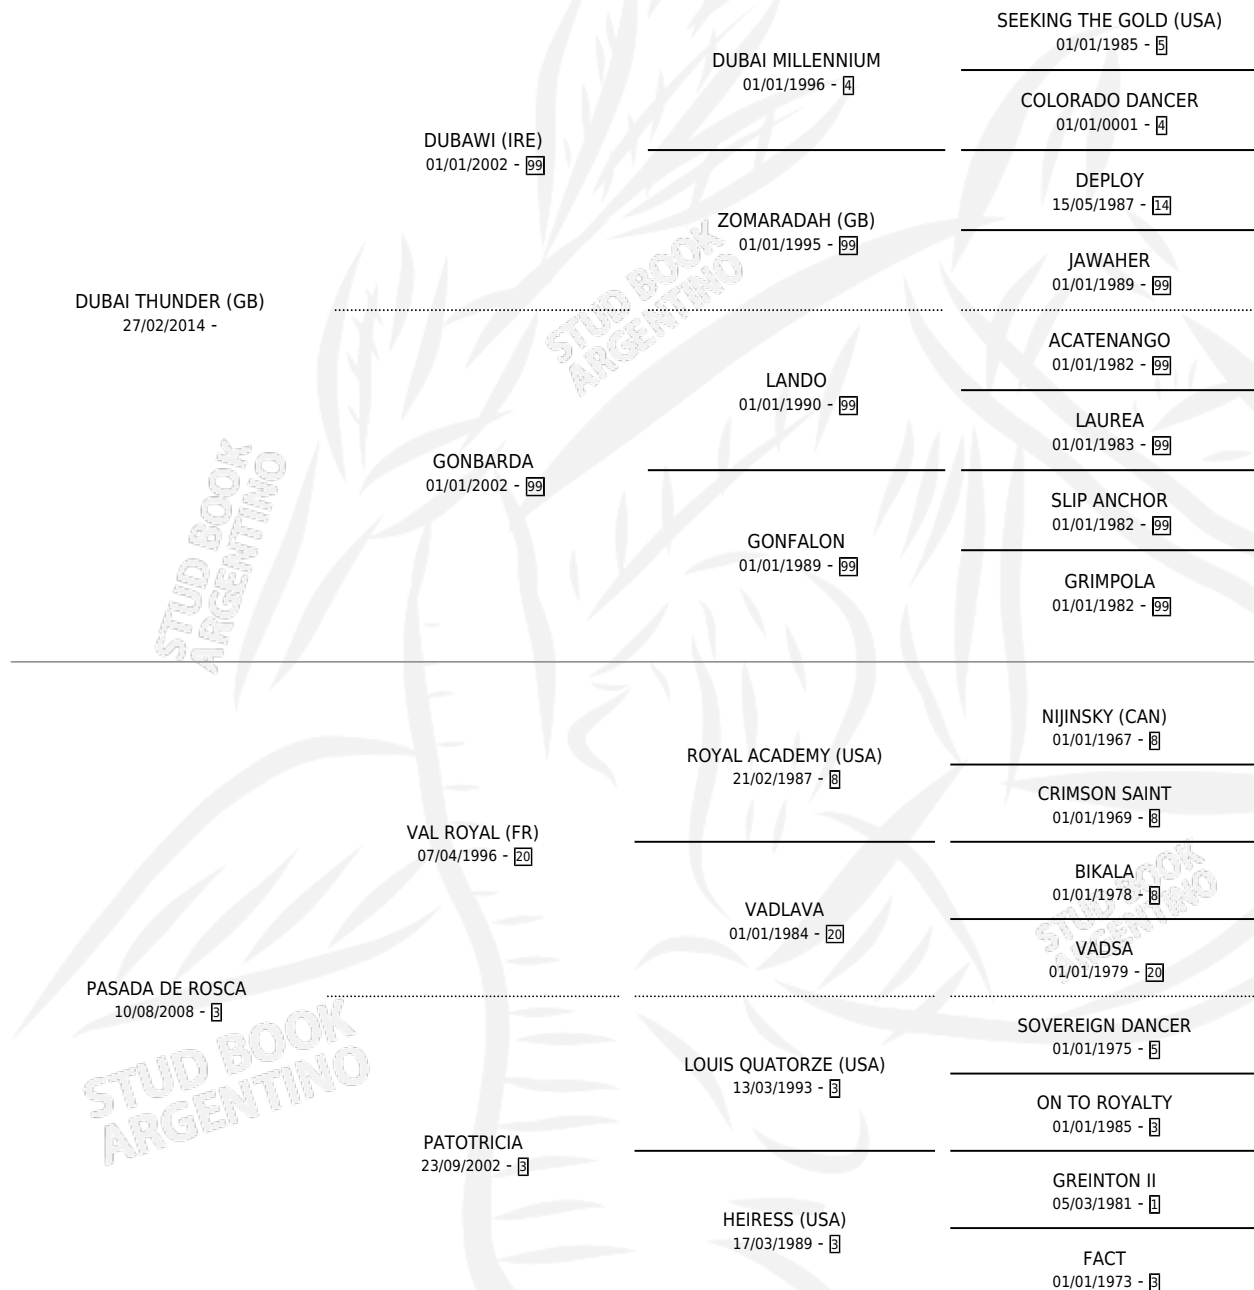 SEEKING THE GOLD (USA)
01/01/1985 - 5
DUBAI MILLENNIUM
01/01/1996 - 4
COLORADO DANCER
01/01/0001 - 4
DUBAWI (IRE)
01/01/2002 - 99
DEPLOY
15/05/1987 - 14
ZOMARADAH (GB)
01/01/1995 - 99
JAWAHER
01/01/1989 - 99
DUBAI THUNDER (GB)
27/02/2014 -
STUD BOOK
ARGENTINO
ACATENANGO
01/01/1982 - 99
LANDO
01/01/1990 - 99
LAUREA
01/01/1983 - 99
GONBARDA
01/01/2002 - 99
SLIP ANCHOR
01/01/1982 - 99
GONFALON
01/01/1989 - 99
GRIMPOLA
01/01/1982 - 99
STUD BOOK
ARGENTINO
NIJINSKY (CAN)
01/01/1967 - 8
ROYAL ACADEMY (USA)
21/02/1987 - 8
CRIMSON SAINT
01/01/1969 - 8
VAL ROYAL (FR)
07/04/1996 - 20
BIKALA
01/01/1978 - 8
VADLAVA
01/01/1984 - 20
VADSA
01/01/1979 - 20
STUD BOOK
ARGENTINO
PASADA DE ROSCA
10/08/2008 - 3
STUD BOOK
ARGENTINO
SOVEREIGN DANCER
01/01/1975 - 5
LOUIS QUATORZE (USA)
13/03/1993 - 3
ON TO ROYALTY
01/01/1985 - 3
PATOTRICIA
23/09/2002 - 3
GREINTON II
05/03/1981 - 1
HEIRESS (USA)
17/03/1989 - 3
FACT
01/01/1973 - 3